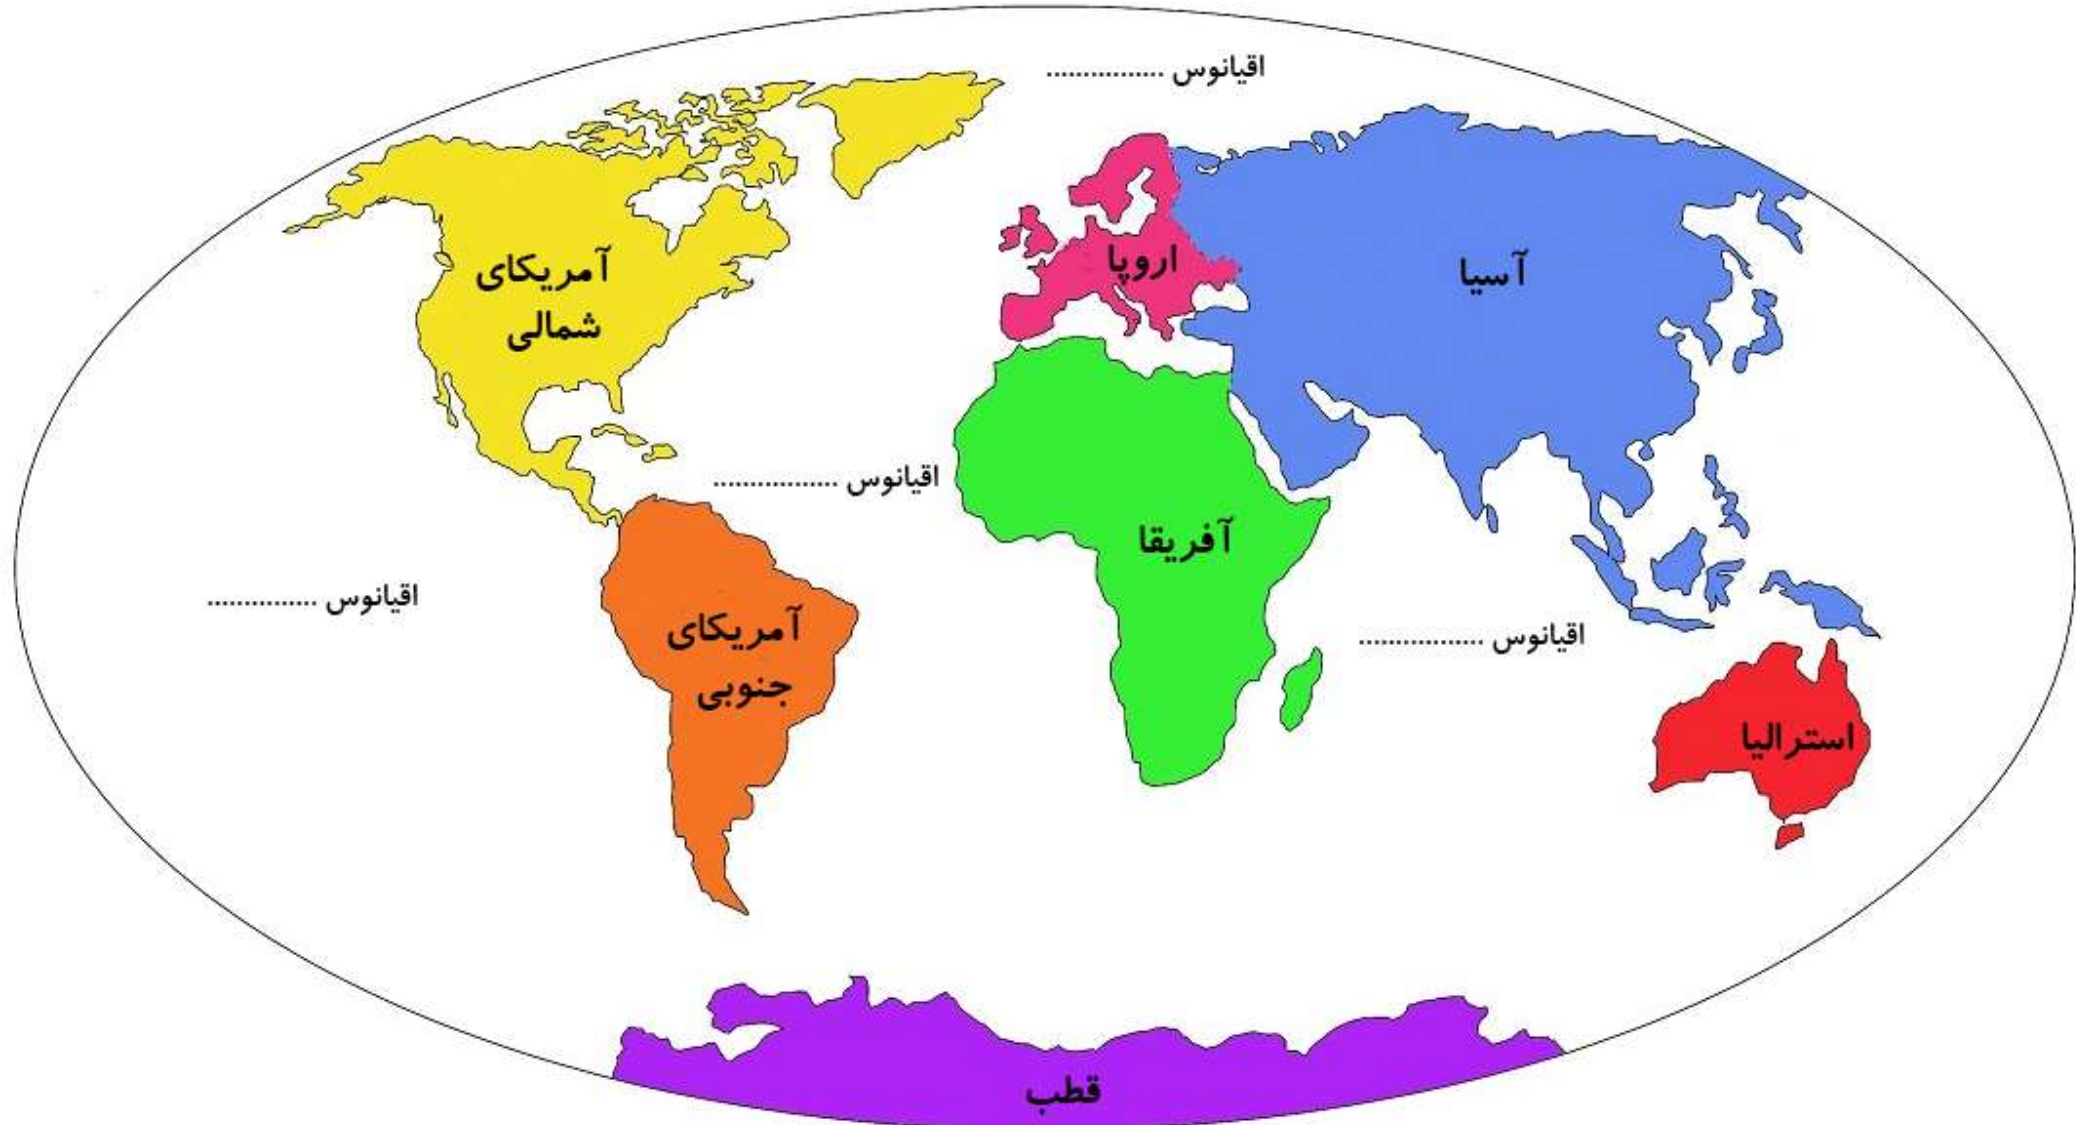 اقیانوس ................
آمریکای
شمالی
اروپا
آسیا
اقیانوس .................
آفریقا
اقیانوس ...............
آمریکای
جنوبی
اقیانوس .................
استرالیا
قطب